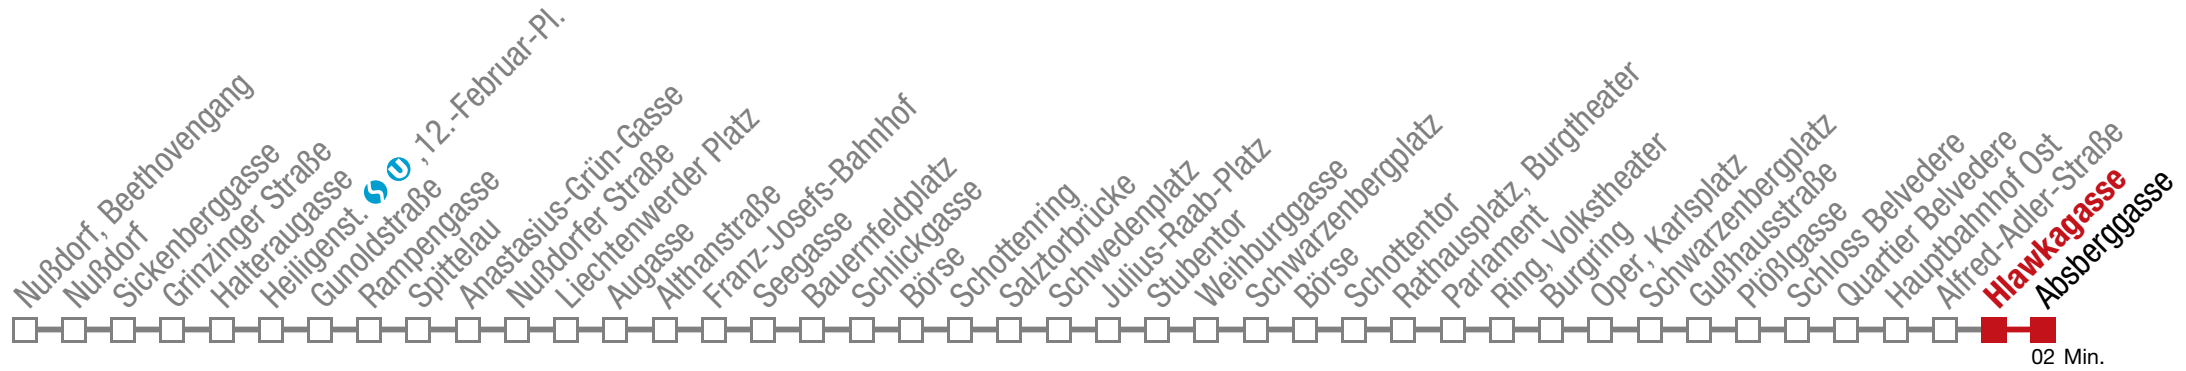 Nußdorf, Beethovengang
Nußdorf
Sickenberggasse
Grinzinger Straße
Halteraugasse
Heiligenst. S U , 12.-Februar-Pl.
Gunoldstraße
Rampengasse
Spittelau
Anastasius-Grün-Gasse
Nußdorfer Straße
Liechtenwerder Platz
Augasse
Althanstraße
Franz-Josefs-Bahnhof
Seegasse
Bauernfeldplatz
Schlickgasse
Börse
Schottenring
Salztorbrücke
Schwedenplatz
Julius-Raab-Platz
Stubentor
Weihburggasse
Schwarzenbergplatz
Börse
Schottentor
Rathausplatz, Burgtheater
Parlament
Ring, Volkstheater
Burgring
Oper, Karlsplatz
Schwarzenbergplatz
Gußhausstraße
Plößlgasse
Schloss Belvedere
Quartier Belvedere
Hauptbahnhof Ost
Alfred-Adler-Straße
Hlawkagasse
Absberggasse
02 Min.